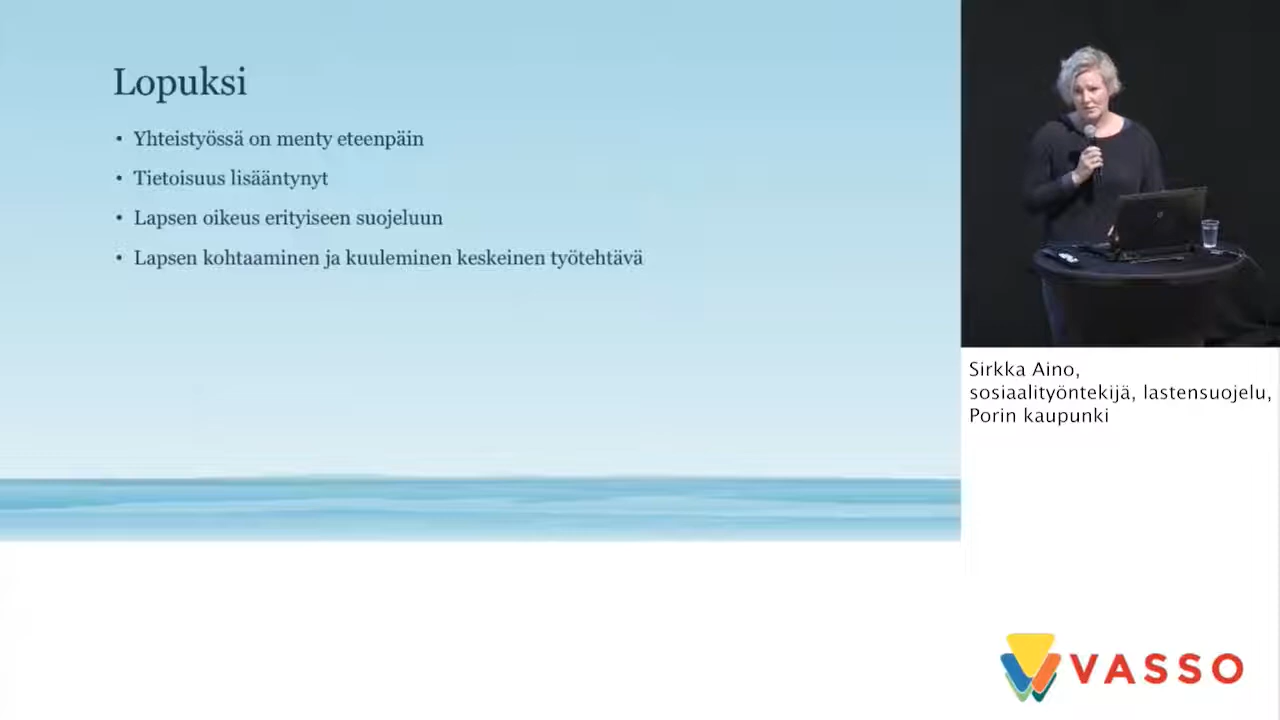 Lopuksi
• Yhteistyössä on menty eteenpäin
• Tietoisuus lisääntynyt
• Lapsen oikeus erityiseen suojeluun
• Lapsen kohtaaminen ja kuuleminen keskeinen työtehtävä
Sirkka Aino,
sosiaalityöntekijä, lastensuojelu,
Porin kaupunki
VASSO